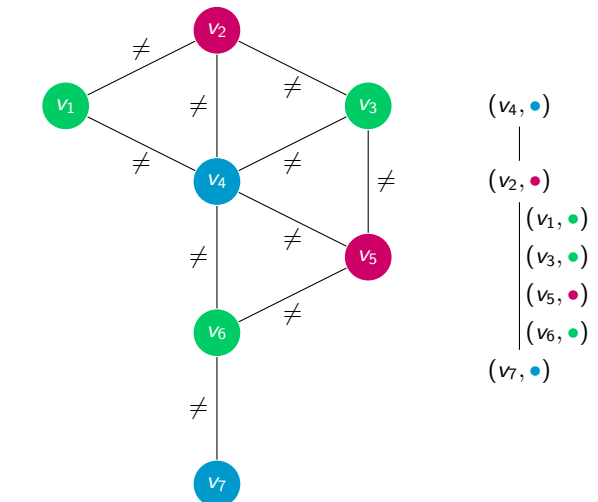 v2
≠
≠
≠
≠
v1
v3
≠
≠
≠
v4
≠
≠
v5
≠
v6
≠
v7
(v4, •)
(v2, •)
(v1, •)
(v3, •)
(v5, •)
(v6, •)
(v7, •)